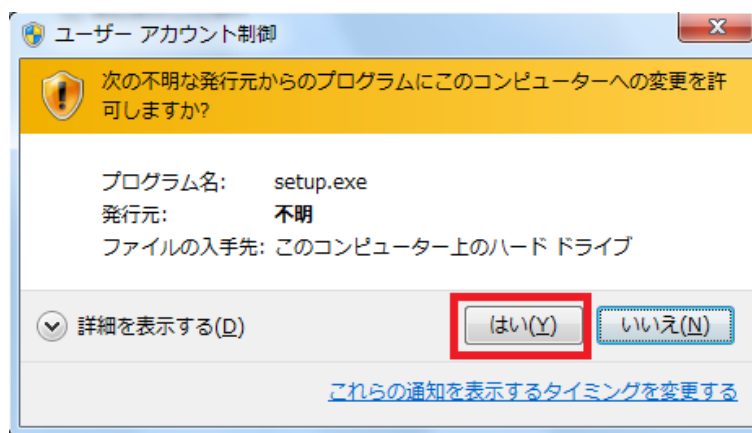 ユーザー アカウント制御
次の不明な発行元からのプログラムにこのコンピューターへの変更を許
可しますか?
プログラム名: setup.exe
発行元: 不明
ファイルの入手先: このコンピューター上のハード ドライブ
詳細を表示する(D) はい(Y) いいえ(N)
これらの通知を表示するタイミングを変更する